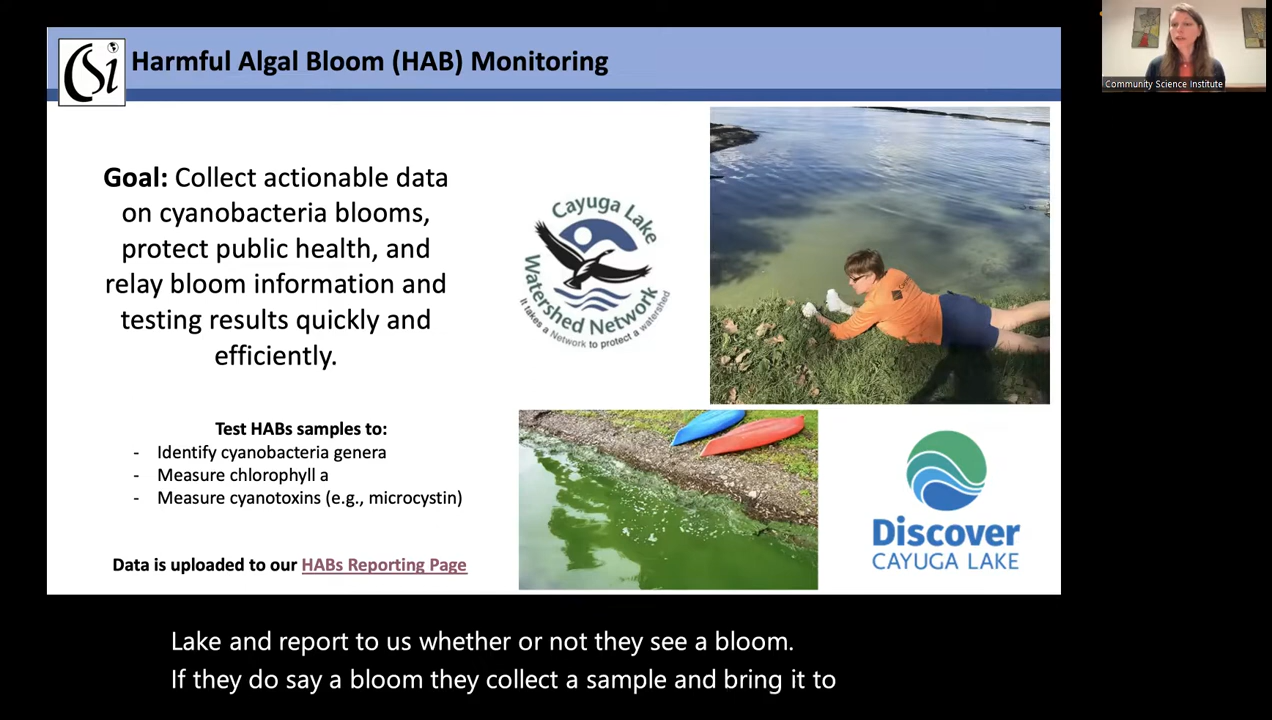 CSi
Harmful Algal Bloom (HAB) Monitoring
Community Science Institute
Goal: Collect actionable data
on cyanobacteria blooms,
protect public health, and
relay bloom information and
testing results quickly and
efficiently.
Cayuga Lake
Watershed Network
It takes a Network to protect a watershed
Test HABs samples to:
- Identify cyanobacteria genera
- Measure chlorophyll a
- Measure cyanotoxins (e.g., microcystin)
Data is uploaded to our HABs Reporting Page
Discover
CAYUGA LAKE
Lake and report to us whether or not they see a bloom.
If they do say a bloom they collect a sample and bring it to